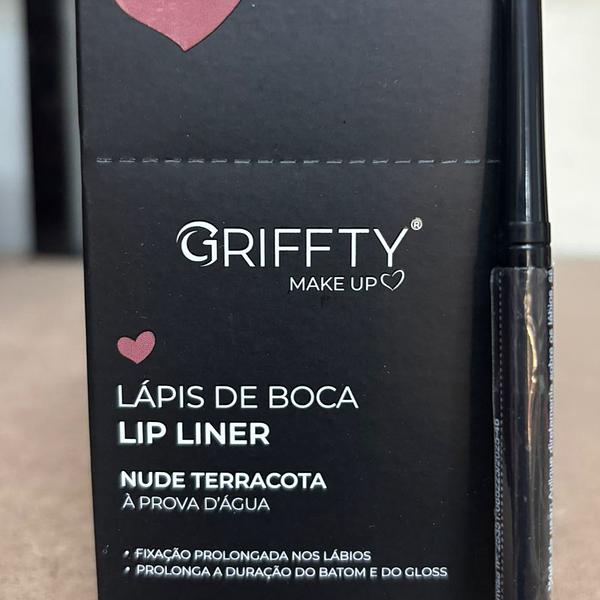 GRIFFTY®
MAKE UP
LÁPIS DE BOCA
LIP LINER
NUDE TERRACOTA
À PROVA D'ÁGUA
• FIXAÇÃO PROLONGADA NOS LÁBIOS
• PROLONGA A DURAÇÃO DO BATOM E DO GLOSS